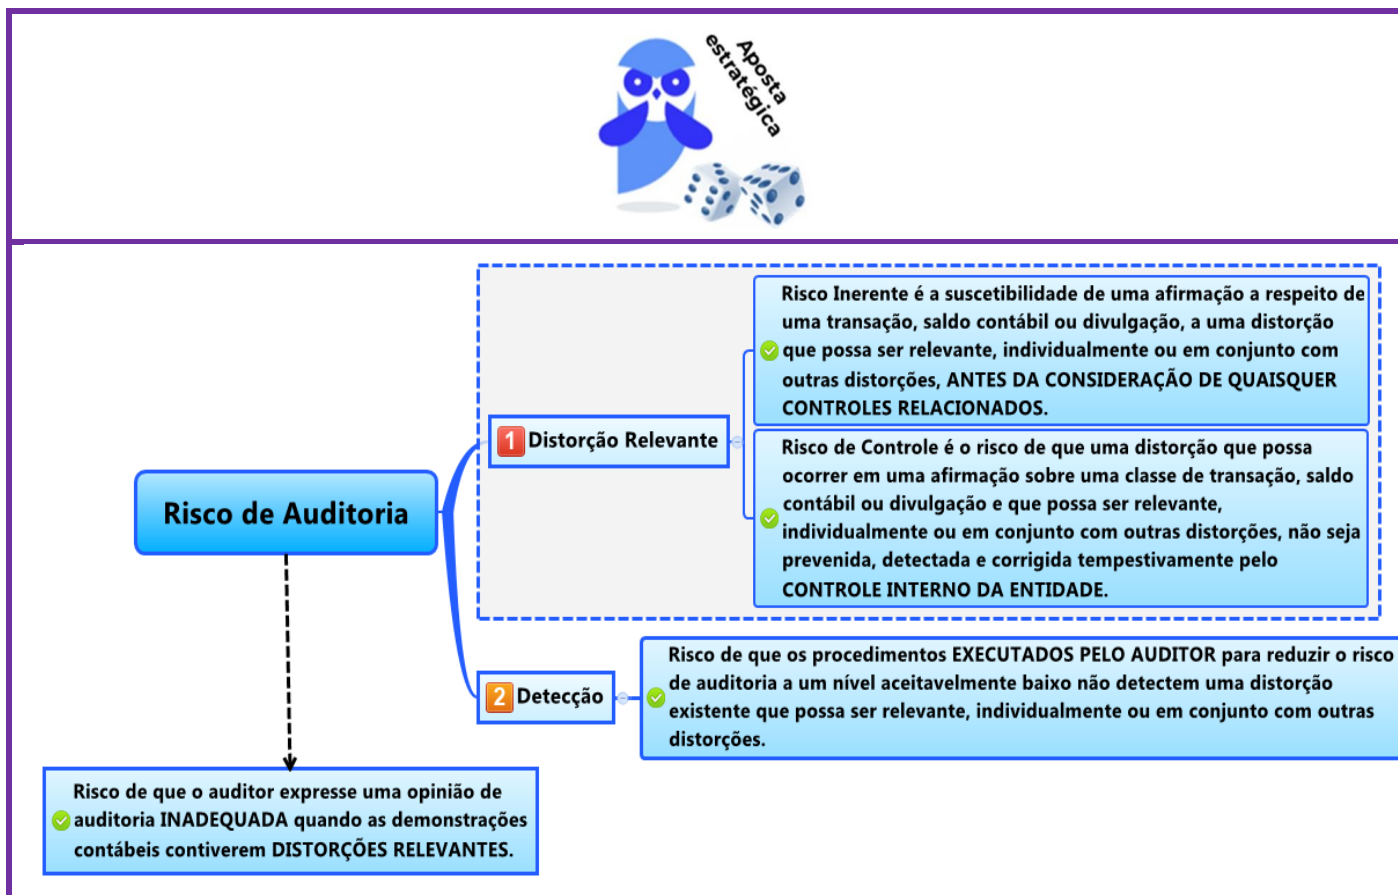 Aposta
estratégica
Risco de Auditoria
Risco de que o auditor expresse uma opinião de
auditoria INADEQUADA quando as demonstrações
contábeis contiverem DISTORÇÕES RELEVANTES.
1 Distorção Relevante
Risco Inerente é a suscetibilidade de uma afirmação a respeito de
uma transação, saldo contábil ou divulgação, a uma distorção
que possa ser relevante, individualmente ou em conjunto com
outras distorções, ANTES DA CONSIDERAÇÃO DE QUAISQUER
CONTROLES RELACIONADOS.
Risco de Controle é o risco de que uma distorção que possa
ocorrer em uma afirmação sobre uma classe de transação, saldo
contábil ou divulgação e que possa ser relevante,
individualmente ou em conjunto com outras distorções, não seja
prevenida, detectada e corrigida tempestivamente pelo
CONTROLE INTERNO DA ENTIDADE.
2 Detecção
Risco de que os procedimentos EXECUTADOS PELO AUDITOR para reduzir o risco
de auditoria a um nível aceitavelmente baixo não detectem uma distorção
existente que possa ser relevante, individualmente ou em conjunto com outras
distorções.